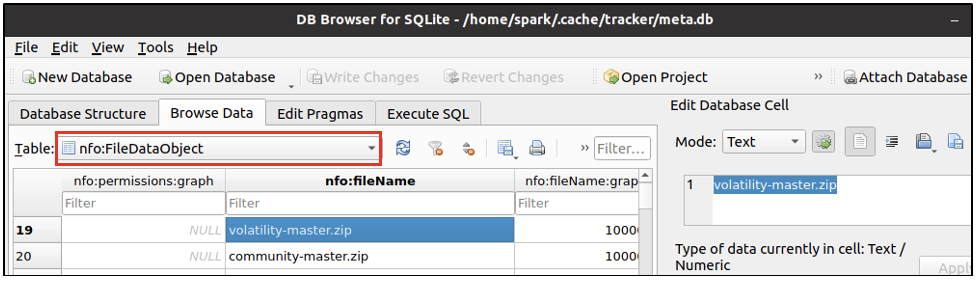 DB Browser for SQLite - /home/spark/.cache/tracker/meta.db
File Edit View Tools Help
New Database Open Database Write Changes Revert Changes Open Project » Attach Database
Database Structure Browse Data Edit Pragmas Execute SQL
Edit Database Cell
Table: nfo:FileDataObject » Filter...
Mode: Text
nfo:permissions:graph nfo:fileName nfo:fileName:grap
Filter Filter Filter
1 volatility-master.zip
19 NULL volatility-master.zip 10000
20 NULL community-master.zip 10000
Type of data currently in cell: Text /
Numeric
Apply